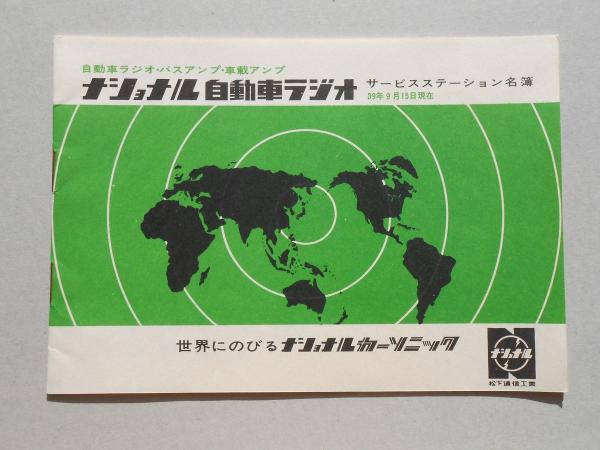 自動車ラジオ・バスアンプ・車載アンプ
ナショナル自動車ラジオ サービスステーション名簿
39年9月15日現在
世界にのびるナショナルカーソニック
ナショナル
松下通信工業